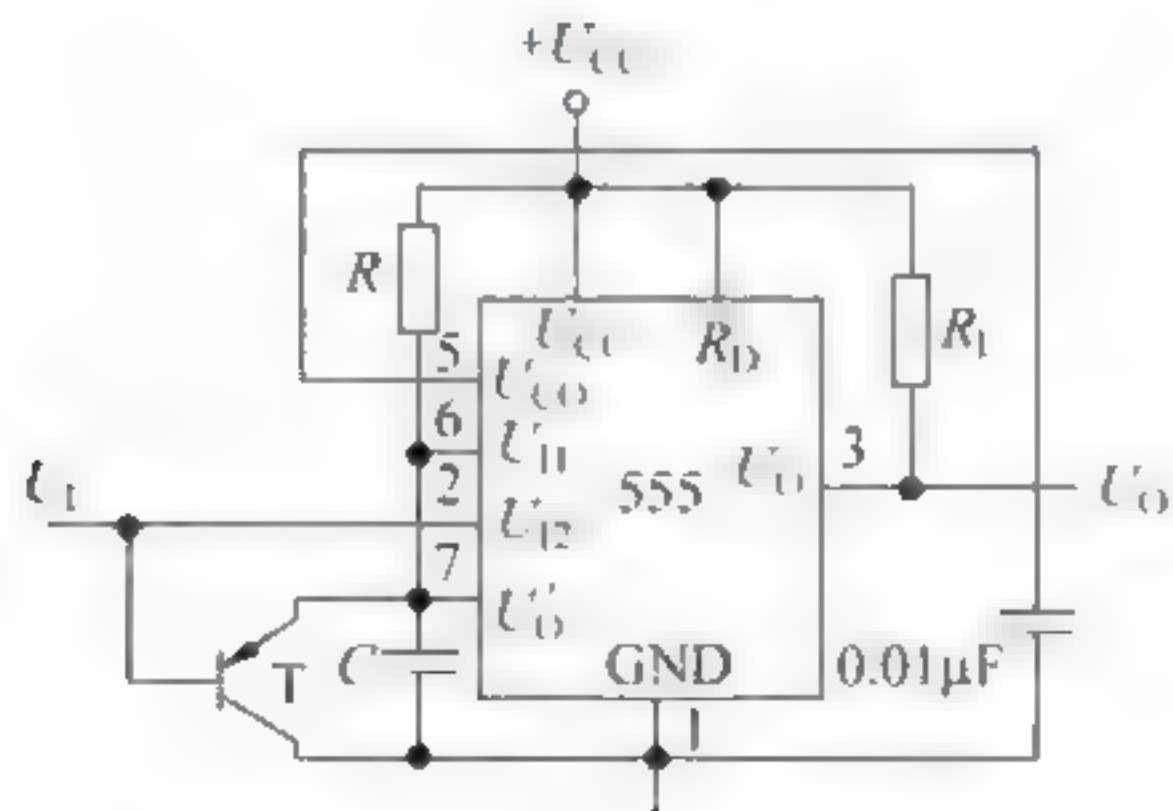 +U_CC
R
5
U_CC
R_D
R_L
U_CO
6
U_I1
3
U_I
2
555
U_O
U_O
U_I2
7
U'_O
T
C
GND
0.01μF
1